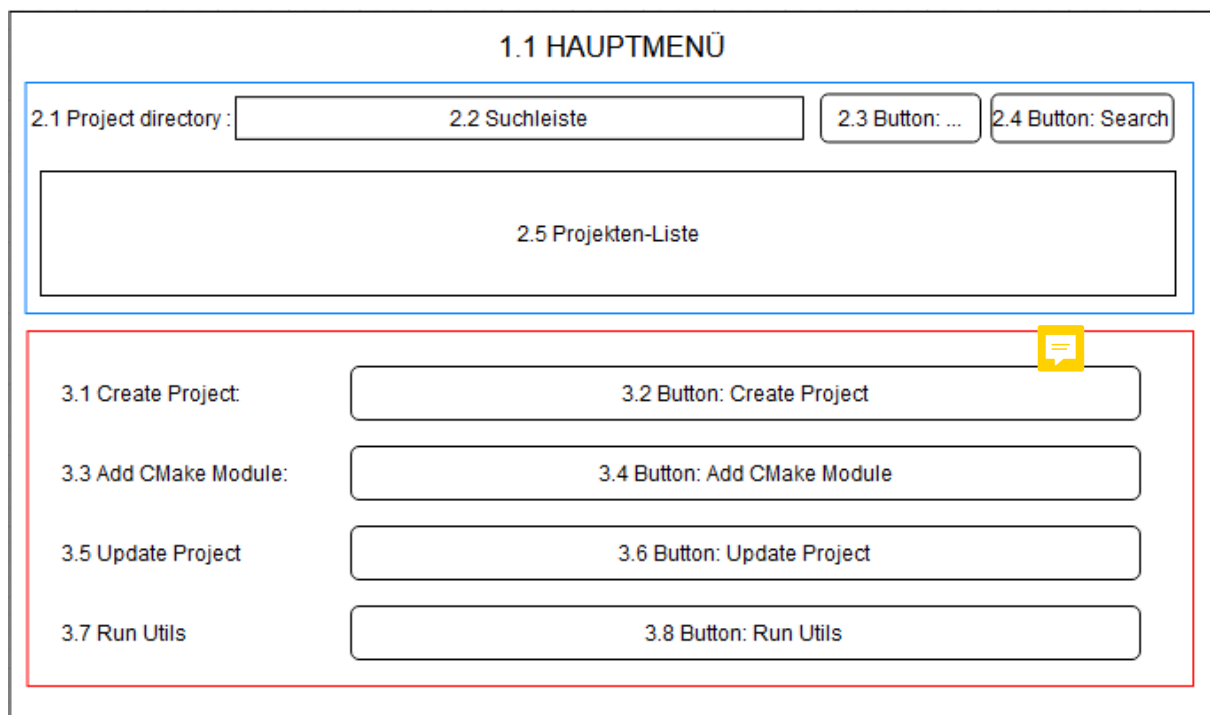 1.1 HAUPTMENÜ
2.1 Project directory : 2.2 Suchleiste 2.3 Button: ... 2.4 Button: Search
2.5 Projekten-Liste
3.1 Create Project: 3.2 Button: Create Project
3.3 Add CMake Module: 3.4 Button: Add CMake Module
3.5 Update Project 3.6 Button: Update Project
3.7 Run Utils 3.8 Button: Run Utils